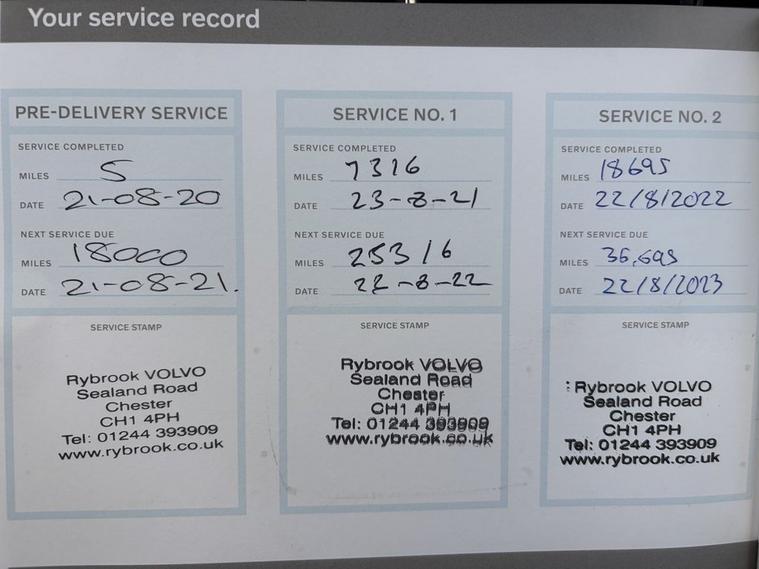 Your service record
PRE-DELIVERY SERVICE
SERVICE COMPLETED
MILES 5
DATE 21-08-20
NEXT SERVICE DUE
MILES 18000
DATE 21-08-21.
SERVICE STAMP
Rybrook VOLVO
Sealand Road
Chester
CH1 4PH
Tel: 01244 393909
www.rybrook.co.uk
SERVICE NO. 1
SERVICE COMPLETED
MILES 7316
DATE 23-8-21
NEXT SERVICE DUE
MILES 25316
DATE 22-8-22
SERVICE STAMP
Rybrook VOLVO
Sealand Road
Chester
CH1 4PH
Tel: 01244 393909
www.rybrook.co.uk
SERVICE NO. 2
SERVICE COMPLETED
MILES 18695
DATE 22/8/2022
NEXT SERVICE DUE
MILES 36,695
DATE 22/8/2023
SERVICE STAMP
: Rybrook VOLVO
Sealand Road
Chester
CH1 4PH
Tel: 01244 393909
www.rybrook.co.uk